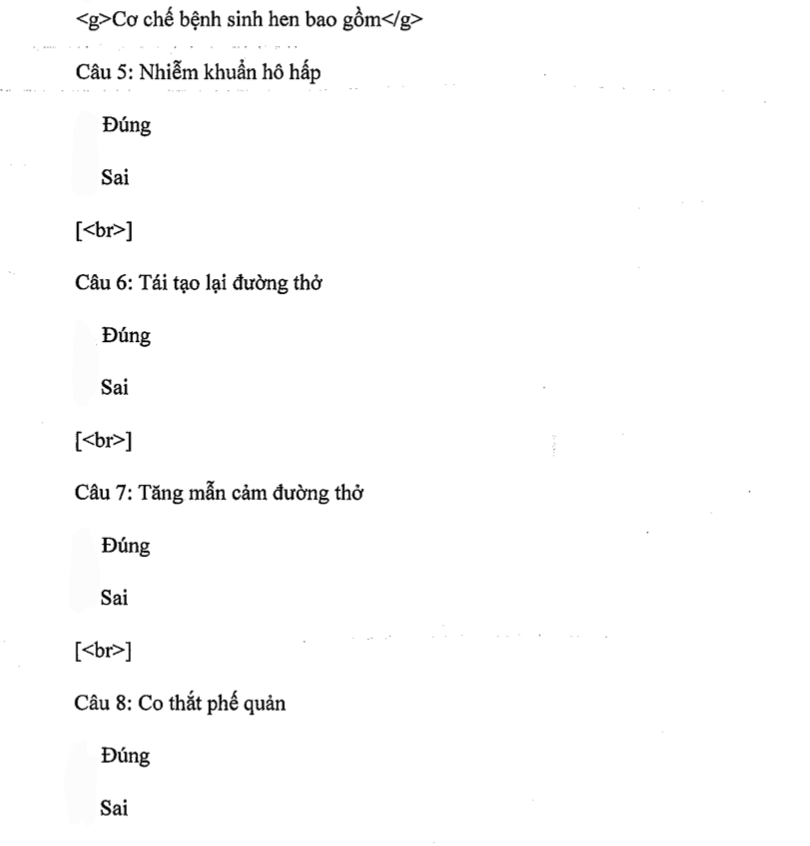 <g>Cơ chế bệnh sinh hen bao gồm</g>
Câu 5: Nhiễm khuẩn hô hấp
Đúng
Sai
[<br>]
Câu 6: Tái tạo lại đường thở
Đúng
Sai
[<br>]
Câu 7: Tăng mẫn cảm đường thở
Đúng
Sai
[<br>]
Câu 8: Co thắt phế quản
Đúng
Sai